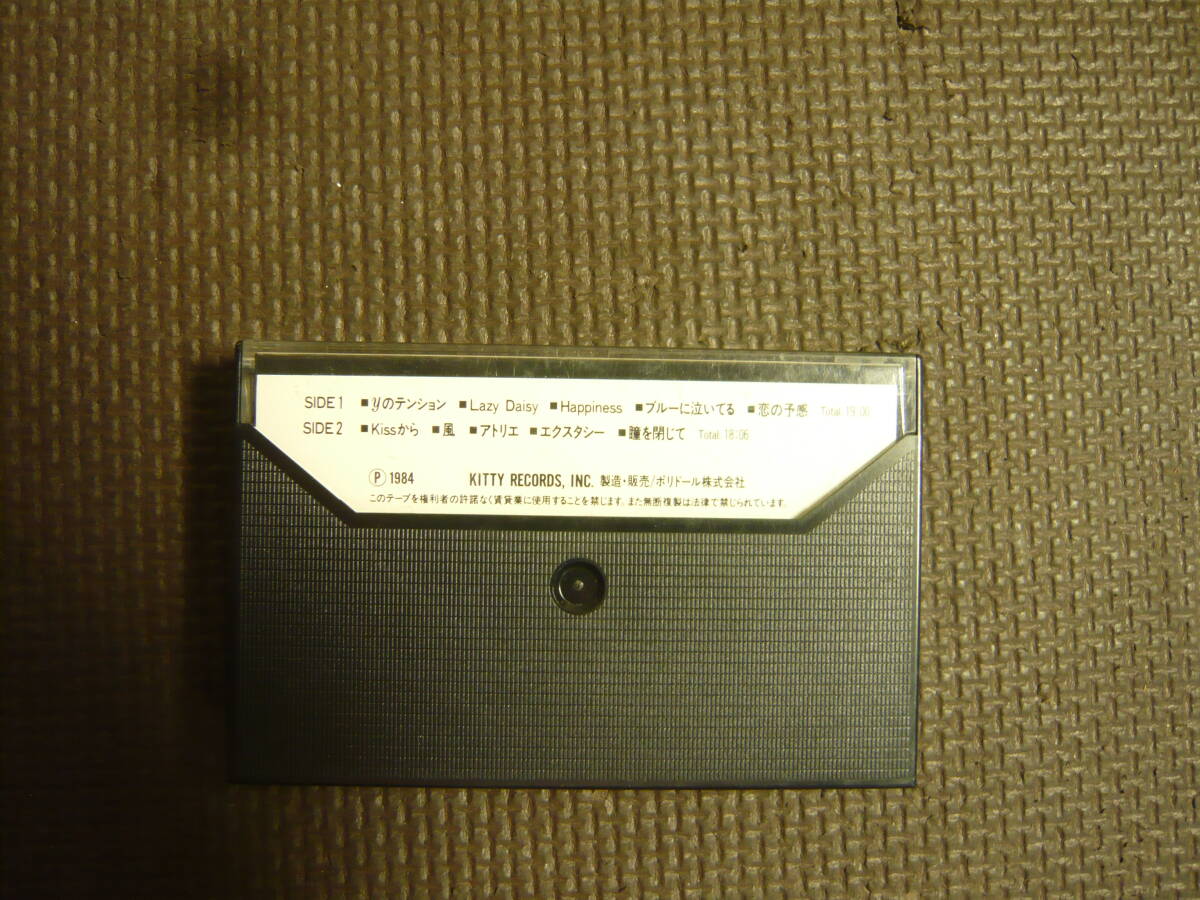 SIDE1 ■yのテンション ■Lazy Daisy ■Happiness ■ブルーに泣いてる ■恋の予感 Total 19:00
SIDE2 ■Kissから ■風 ■アトリエ ■エクスタシー ■瞳を閉じて Total 18:06
Ⓟ1984 KITTY RECORDS, INC. 製造・販売/ポリドール株式会社
このテープを権利者の許諾なく賃貸業に使用することを禁じます。また無断複製は法律で禁じられています。